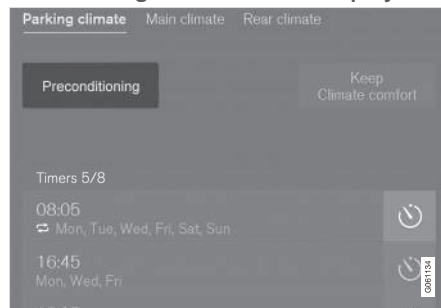 Parking climate Main climate Rear climate
Preconditioning
Keep
Climate comfort
Timers 5/8
08:05
Mon, Tue, Wed, Fri, Sat, Sun
16:45
Mon, Wed, Fri
G061134